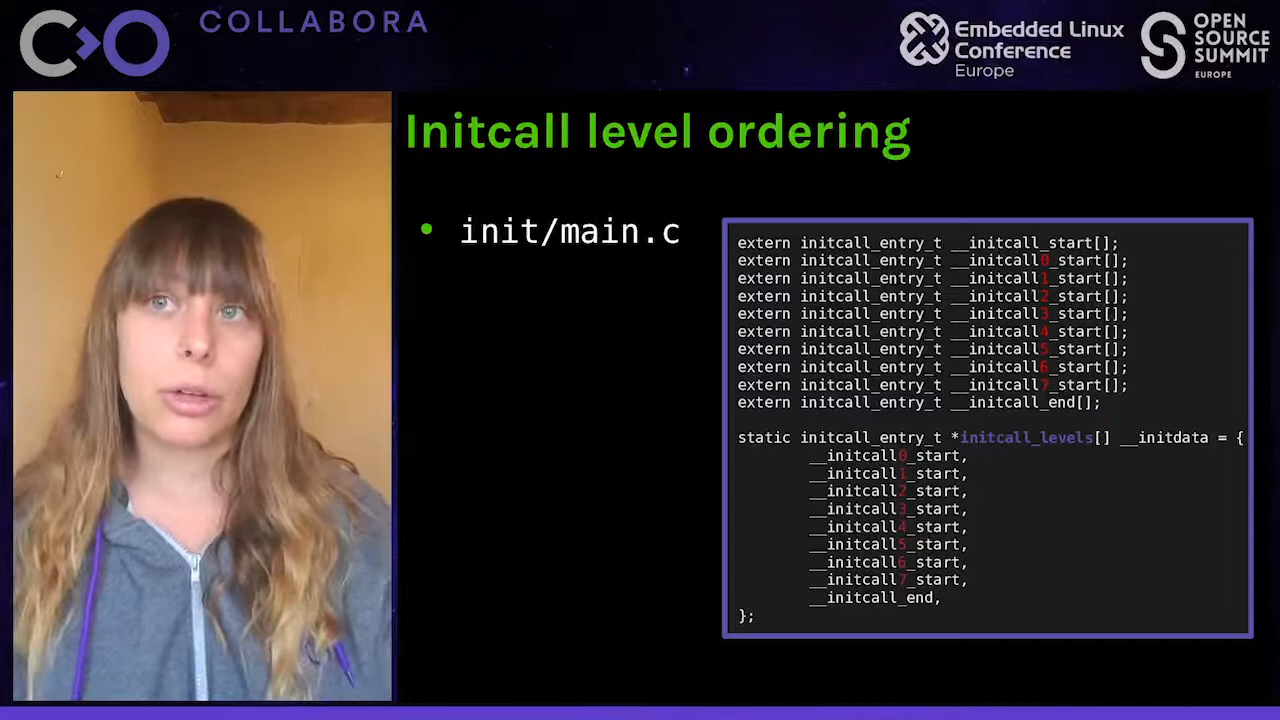 COLLABORA
Embedded Linux
Conference
Europe
OPEN
SOURCE
SUMMIT
EUROPE
Initcall level ordering
• init/main.c
extern initcall_entry_t __initcall_start[];
extern initcall_entry_t __initcall0_start[];
extern initcall_entry_t __initcall1_start[];
extern initcall_entry_t __initcall2_start[];
extern initcall_entry_t __initcall3_start[];
extern initcall_entry_t __initcall4_start[];
extern initcall_entry_t __initcall5_start[];
extern initcall_entry_t __initcall6_start[];
extern initcall_entry_t __initcall7_start[];
extern initcall_entry_t __initcall_end[];
static initcall_entry_t *initcall_levels[] __initdata = {
__initcall0_start,
__initcall1_start,
__initcall2_start,
__initcall3_start,
__initcall4_start,
__initcall5_start,
__initcall6_start,
__initcall7_start,
__initcall_end,
};